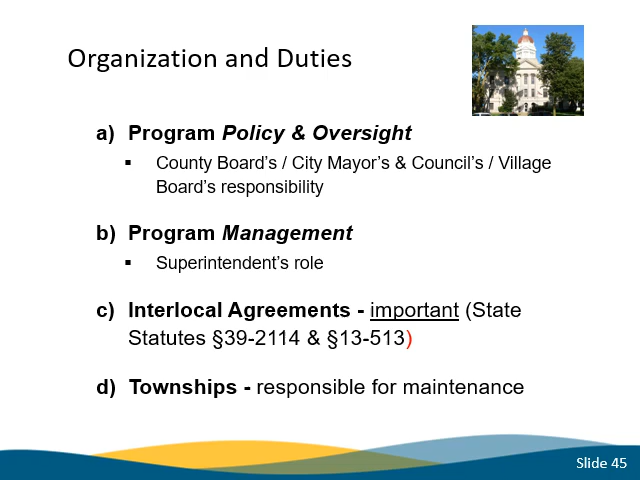 Organization and Duties
a) Program Policy & Oversight
▪ County Board's / City Mayor's & Council's / Village
Board's responsibility
b) Program Management
▪ Superintendent's role
c) Interlocal Agreements - important (State
Statutes §39-2114 & §13-513)
d) Townships - responsible for maintenance
Slide 45